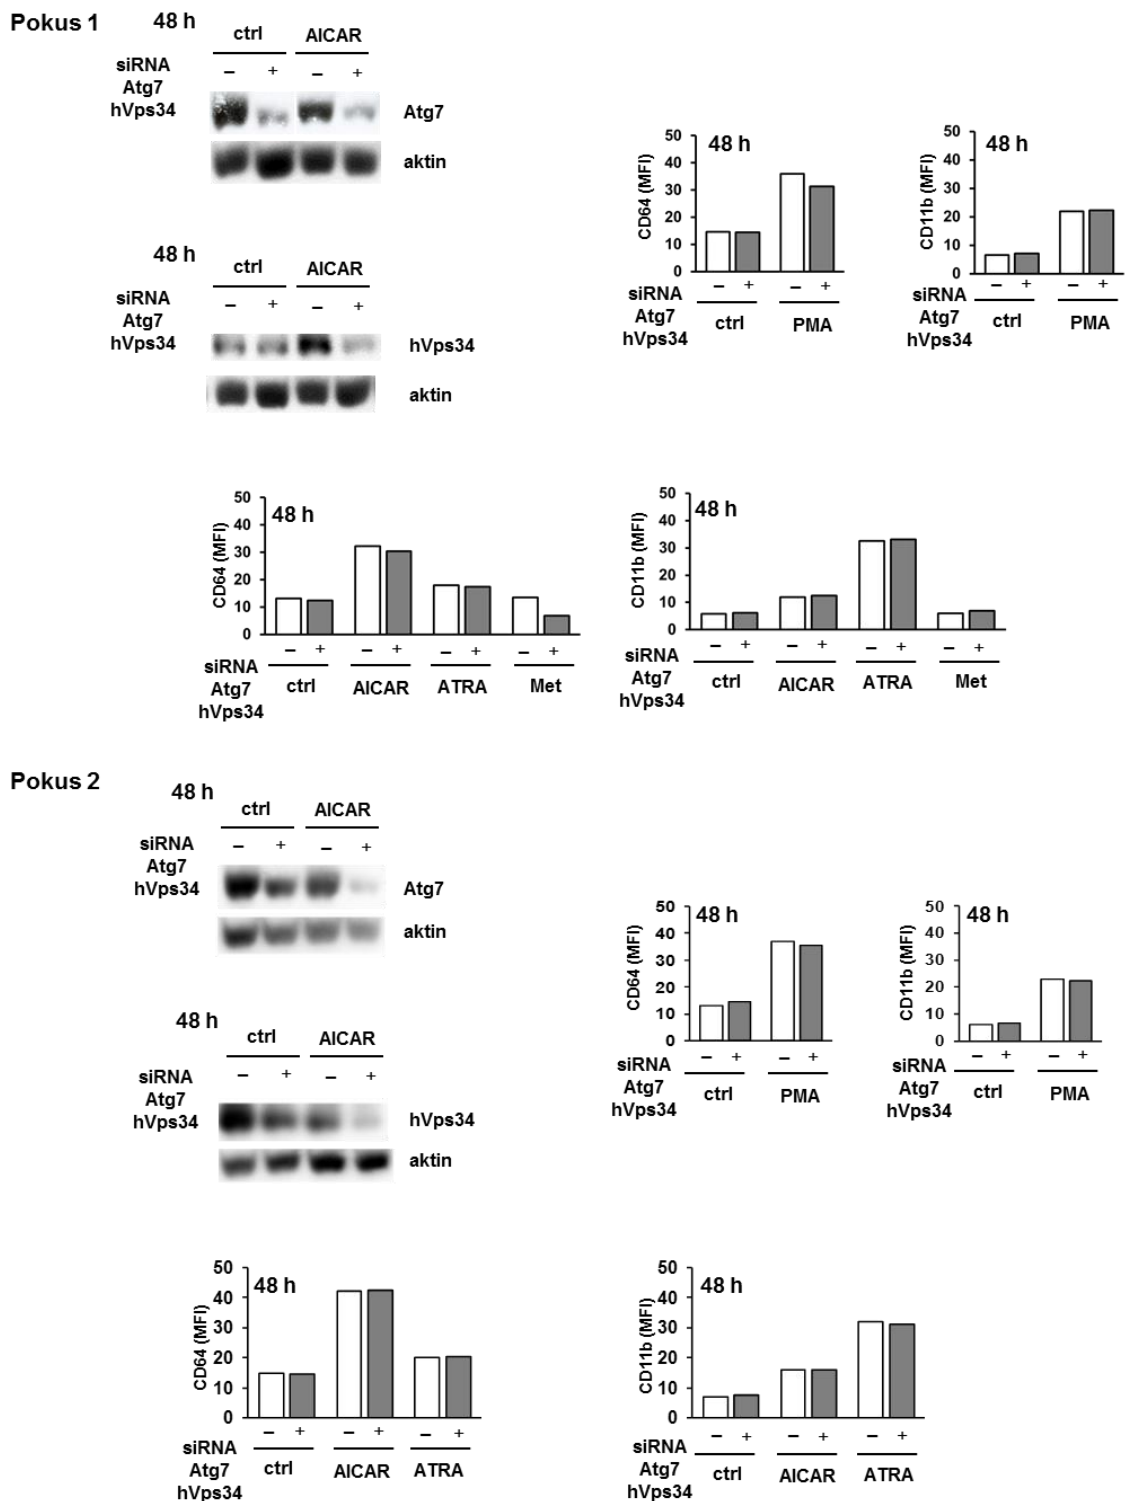 Pokus 1
48 h
ctrl AICAR
siRNA
Atg7
hVps34
– + – +
Atg7
aktin
48 h
ctrl AICAR
siRNA
Atg7
hVps34
– + – +
hVps34
aktin
CD64 (MFI)
50
40
30
20
10
0
48 h
– + – +
siRNA
Atg7
hVps34
ctrl PMA
CD11b (MFI)
50
40
30
20
10
0
48 h
– + – +
siRNA
Atg7
hVps34
ctrl PMA
CD64 (MFI)
50
40
30
20
10
0
48 h
– + – + – + – +
siRNA
Atg7
hVps34
ctrl AICAR ATRA Met
CD11b (MFI)
50
40
30
20
10
0
48 h
– + – + – + – +
siRNA
Atg7
hVps34
ctrl AICAR ATRA Met
Pokus 2
48 h
ctrl AICAR
siRNA
Atg7
hVps34
– + – +
Atg7
aktin
48 h
ctrl AICAR
siRNA
Atg7
hVps34
– + – +
hVps34
aktin
CD64 (MFI)
50
40
30
20
10
0
48 h
– + – +
siRNA
Atg7
hVps34
ctrl PMA
CD11b (MFI)
50
40
30
20
10
0
48 h
– + – +
siRNA
Atg7
hVps34
ctrl PMA
CD64 (MFI)
50
40
30
20
10
0
48 h
– + – + – +
siRNA
Atg7
hVps34
ctrl AICAR ATRA
CD11b (MFI)
50
40
30
20
10
0
48 h
– + – + – +
siRNA
Atg7
hVps34
ctrl AICAR ATRA